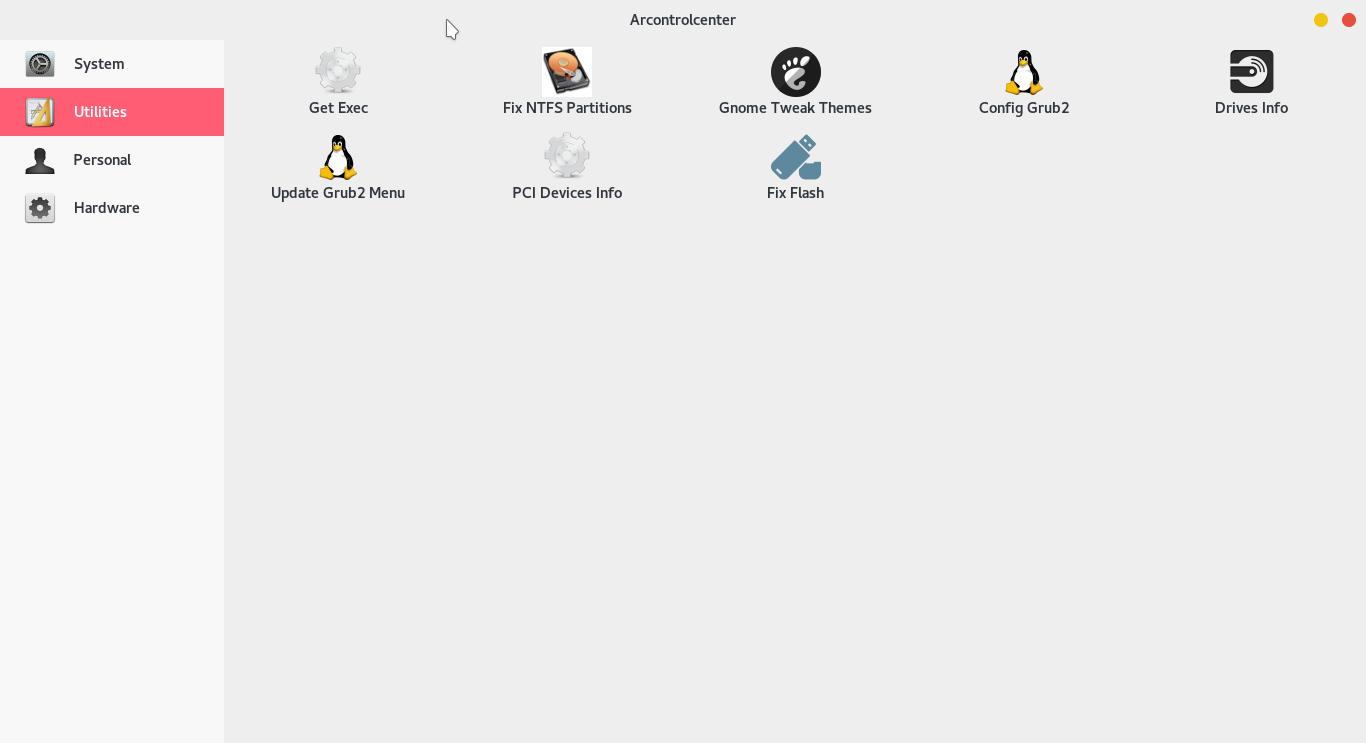 Arcontrolcenter
System
Utilities
Personal
Hardware
Get Exec
Fix NTFS Partitions
Gnome Tweak Themes
Config Grub2
Drives Info
Update Grub2 Menu
PCI Devices Info
Fix Flash